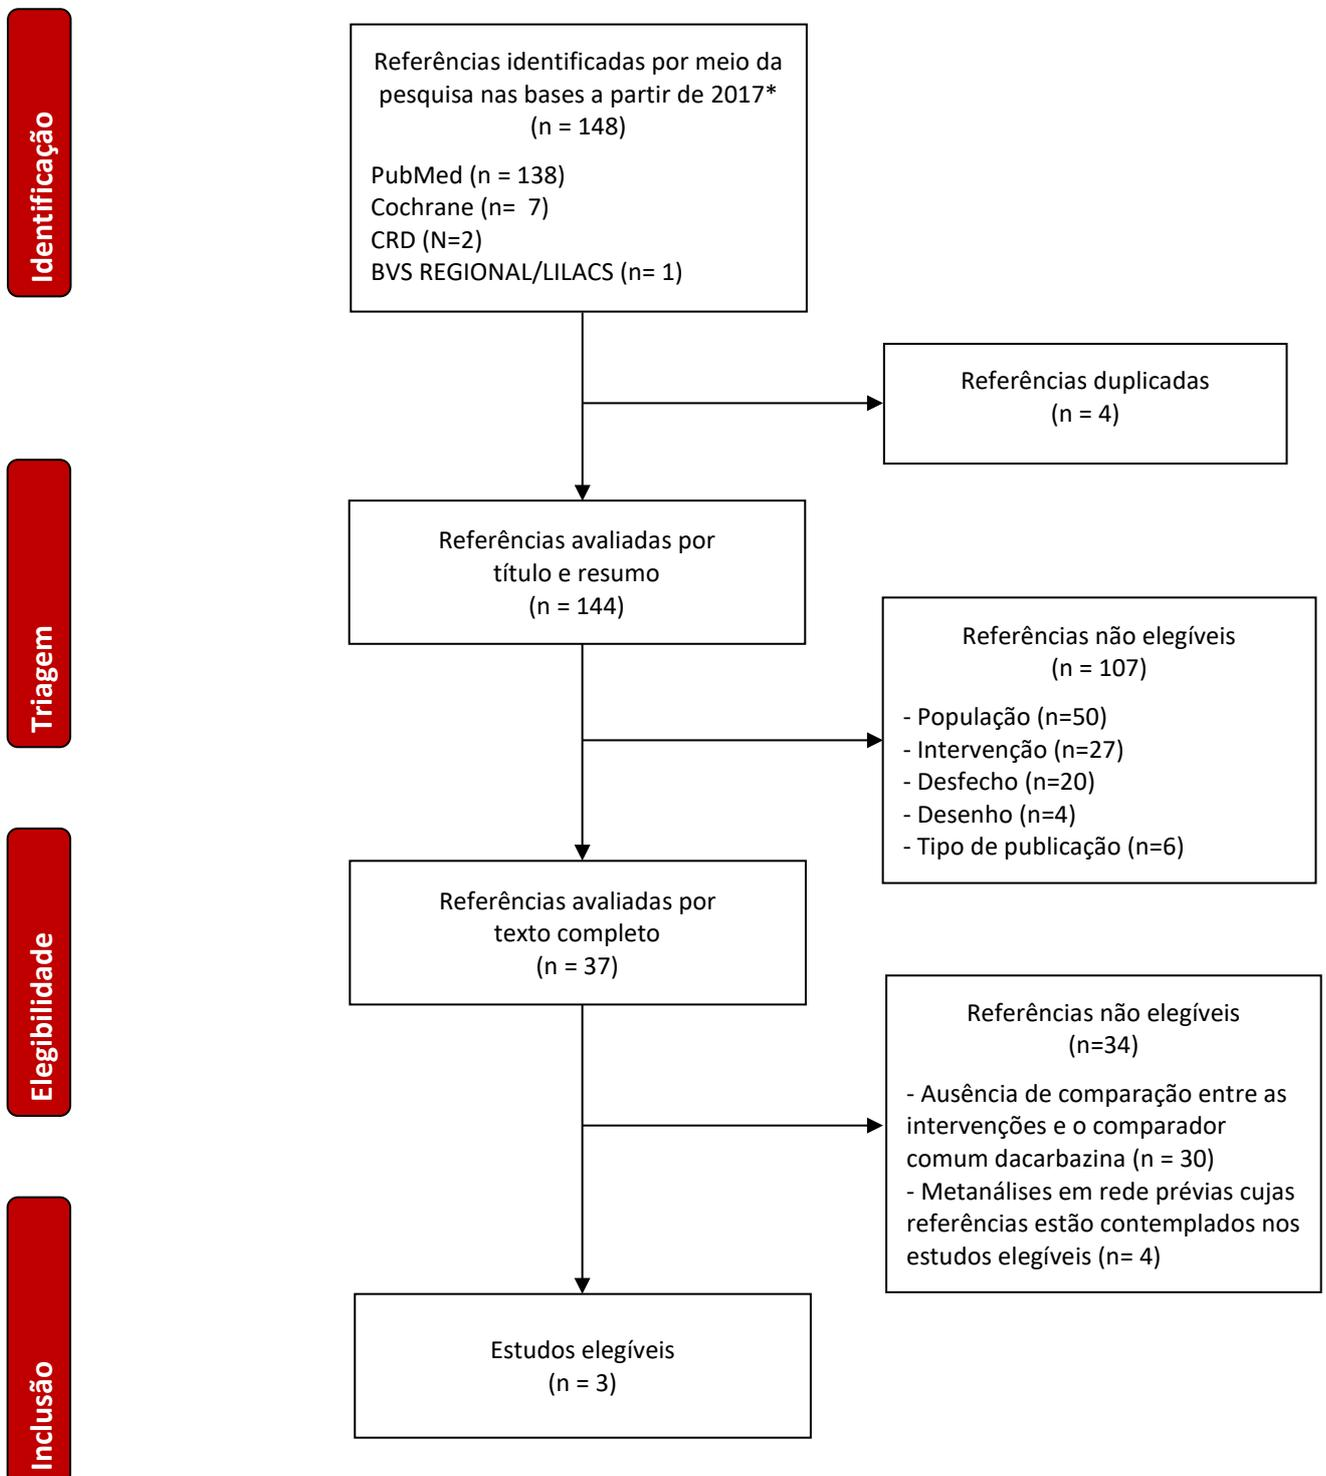 Identificação
Referências identificadas por meio da
pesquisa nas bases a partir de 2017*
(n = 148)
PubMed (n = 138)
Cochrane (n=  7)
CRD (N=2)
BVS REGIONAL/LILACS (n= 1)
Referências duplicadas
(n = 4)
Triagem
Referências avaliadas por
título e resumo
(n = 144)
Referências não elegíveis
(n = 107)
- População (n=50)
- Intervenção (n=27)
- Desfecho (n=20)
- Desenho (n=4)
- Tipo de publicação (n=6)
Elegibilidade
Referências avaliadas por
texto completo
(n = 37)
Referências não elegíveis
(n=34)
- Ausência de comparação entre as
intervenções e o comparador
comum dacarbazina (n = 30)
- Metanálises em rede prévias cujas
referências estão contemplados nos
estudos elegíveis (n= 4)
Inclusão
Estudos elegíveis
(n = 3)